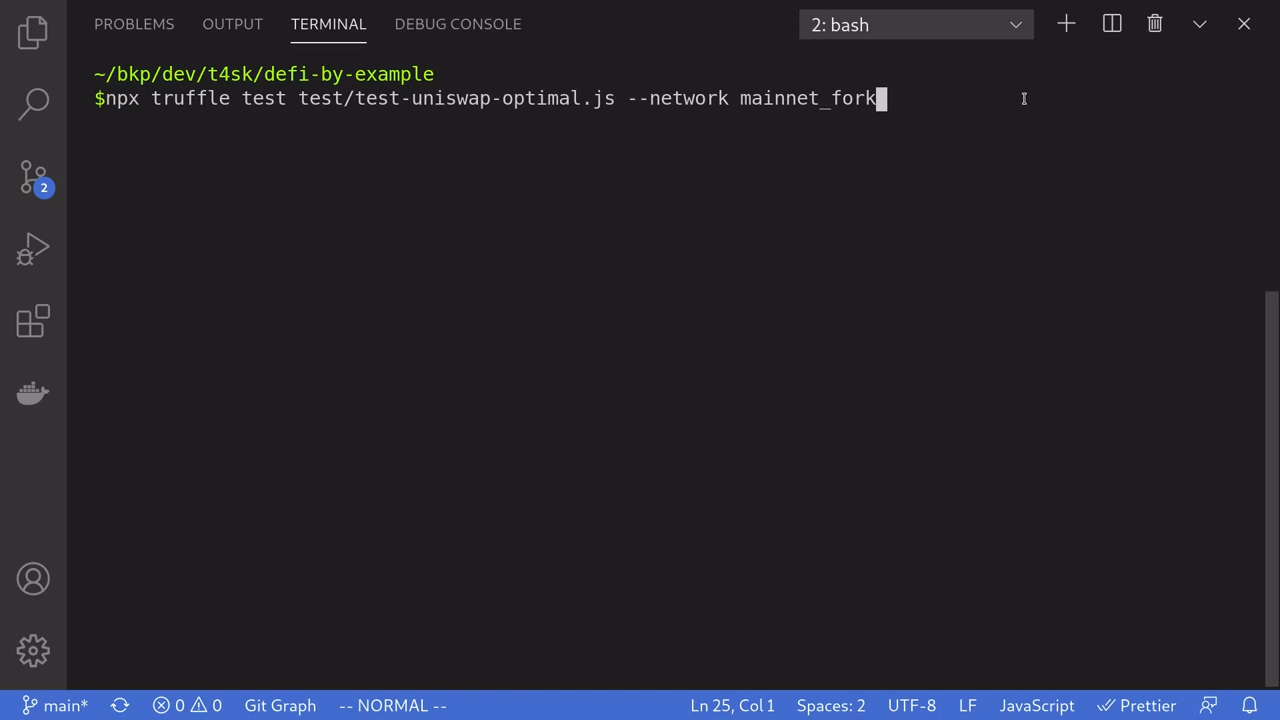 PROBLEMS OUTPUT TERMINAL DEBUG CONSOLE 2: bash
~/bkp/dev/t4sk/defi-by-example
$npx truffle test test/test-uniswap-optimal.js --network mainnet_fork
2
main* 0 0 Git Graph -- NORMAL -- Ln 25, Col 1 Spaces: 2 UTF-8 LF JavaScript Prettier